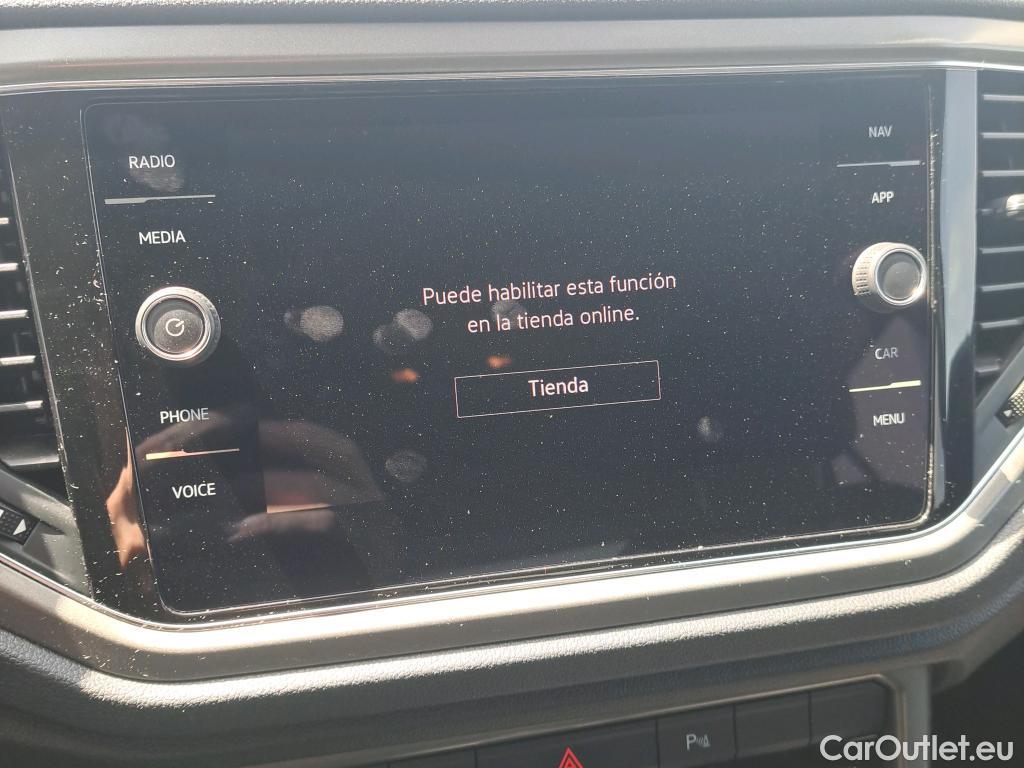 RADIO
MEDIA
PHONE
VOICE
Puede habilitar esta función
en la tienda online.
Tienda
NAV
APP
CAR
MENU
P
CarOutlet.eu